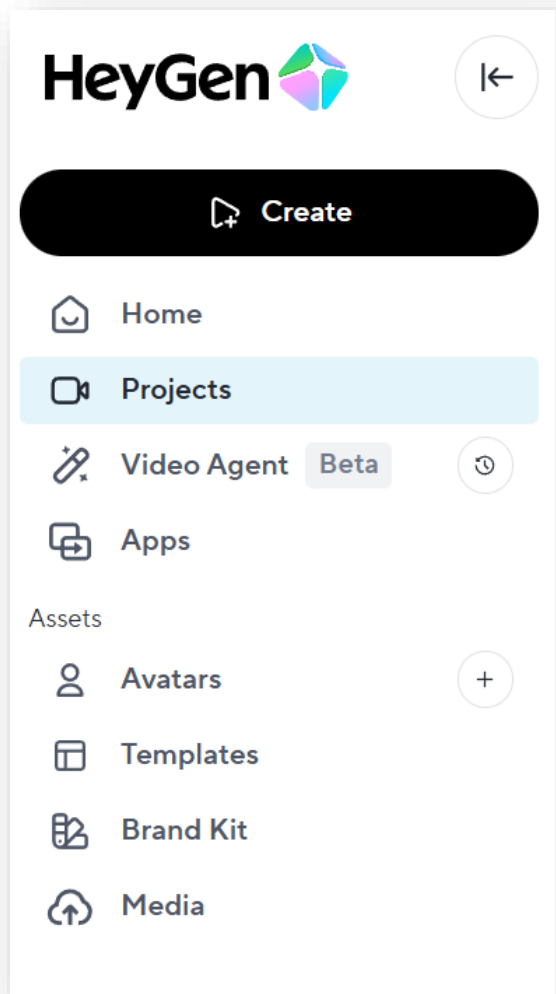 HeyGen
Create
Home
Projects
Video Agent Beta
Apps
Assets
Avatars
Templates
Brand Kit
Media